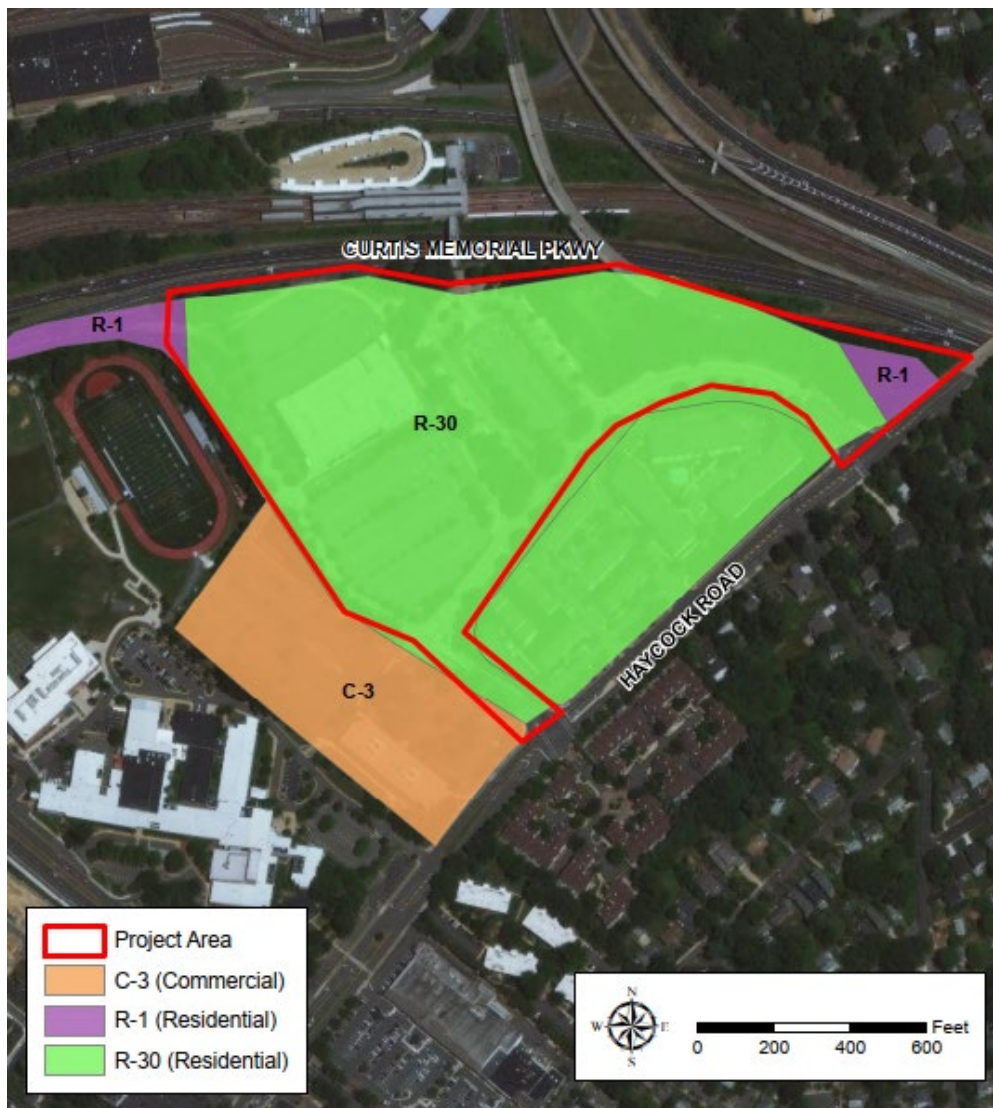 CURTIS MEMORIAL PKWY
R-1
R-1
R-30
HAYCOCK ROAD
C-3
Project Area
C-3 (Commercial)
R-1 (Residential)
R-30 (Residential)
N
W E
S
Feet
0 200 400 600